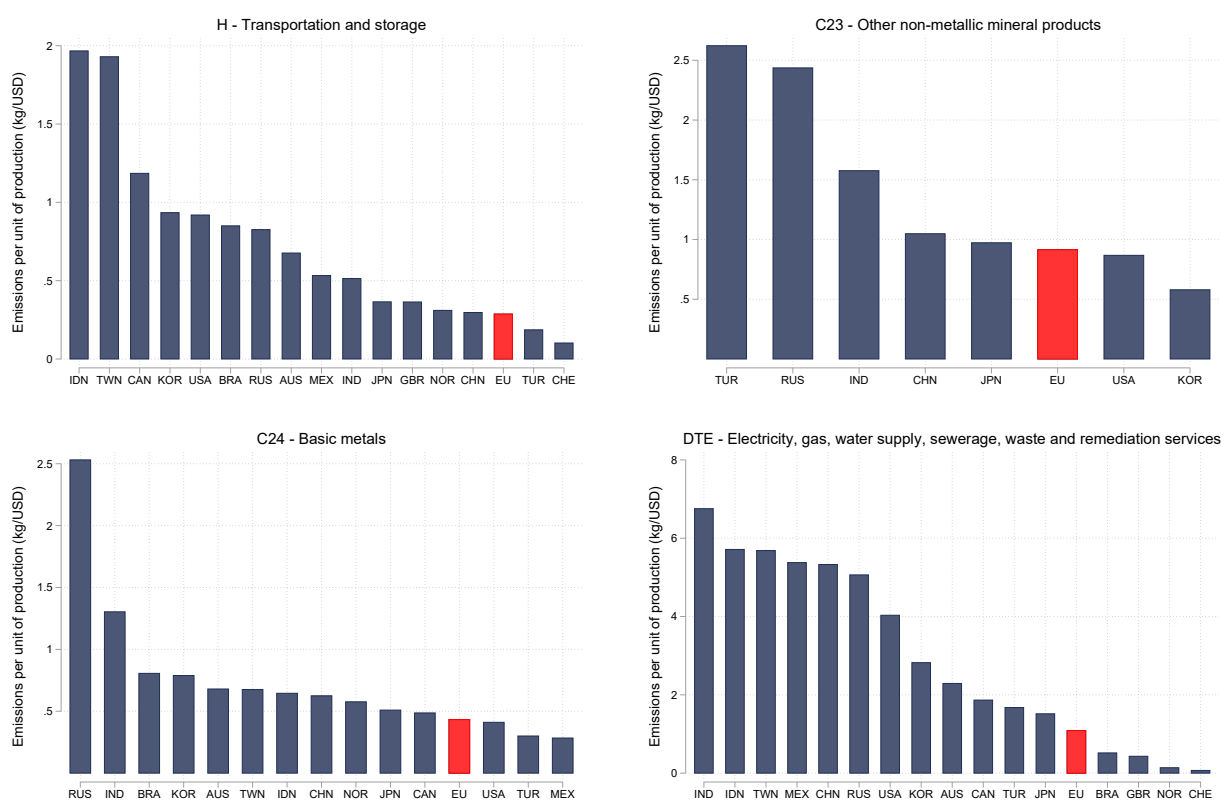 H - Transportation and storage
Emissions per unit of production (kg/USD)
2
1.5
1
.5
0
IDN TWN CAN KOR USA BRA RUS AUS MEX IND JPN GBR NOR CHN EU TUR CHE
C23 - Other non-metallic mineral products
Emissions per unit of production (kg/USD)
2.5
2
1.5
1
.5
TUR RUS IND CHN JPN EU USA KOR
C24 - Basic metals
Emissions per unit of production (kg/USD)
2.5
2
1.5
1
.5
RUS IND BRA KOR AUS TWN IDN CHN NOR JPN CAN EU USA TUR MEX
DTE - Electricity, gas, water supply, sewerage, waste and remediation services
Emissions per unit of production (kg/USD)
8
6
4
2
0
IND IDN TWN MEX CHN RUS USA KOR AUS CAN TUR JPN EU BRA GBR NOR CHE